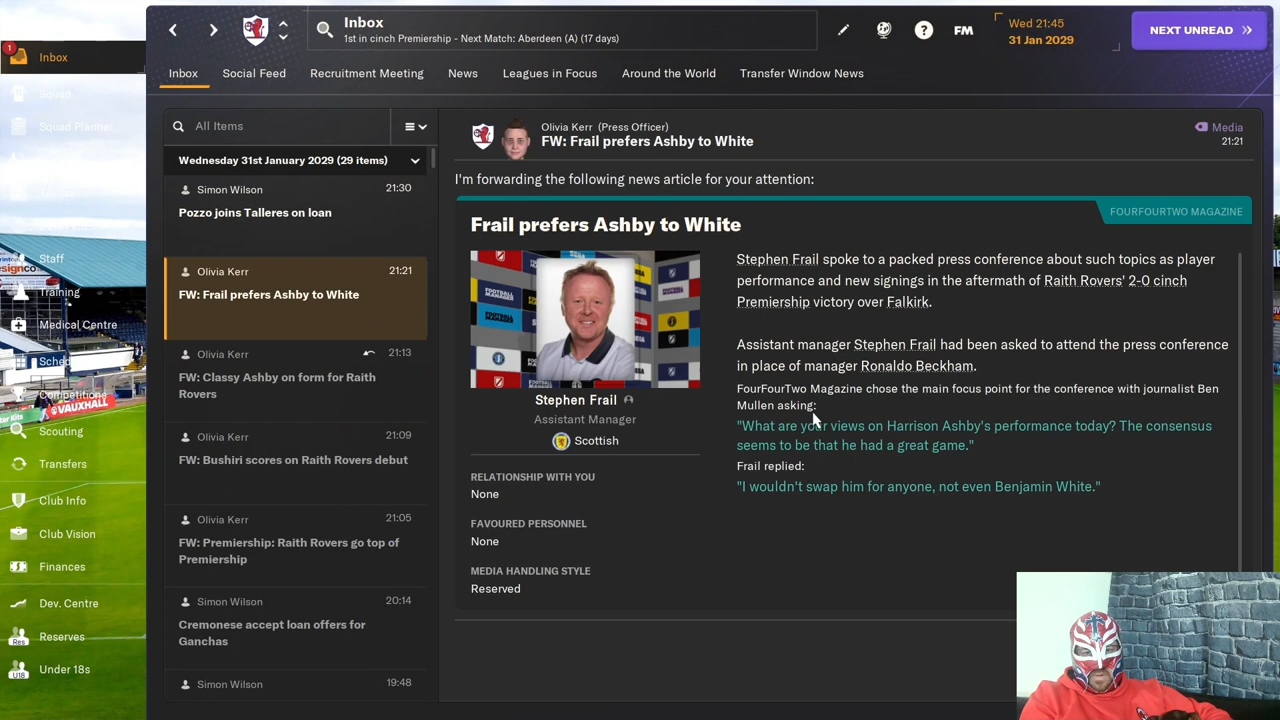 Inbox
1st in cinch Premiership - Next Match: Aberdeen (A) (17 days)
FM
Wed 21:45
31 Jan 2029
NEXT UNREAD
1
Inbox
Squad
Squad Planner
Staff
Training
Medical Centre
Sched
Competitions
Scouting
Transfers
Club Info
Club Vision
Finances
Dev. Centre
Reserves
Res
Under 18s
U18
VAUXHALL
Inbox
Social Feed
Recruitment Meeting
News
Leagues in Focus
Around the World
Transfer Window News
All Items
Wednesday 31st January 2029 (29 items)
Simon Wilson
21:30
Pozzo joins Talleres on loan
Olivia Kerr
21:21
FW: Frail prefers Ashby to White
Olivia Kerr
21:13
FW: Classy Ashby on form for Raith
Rovers
Olivia Kerr
21:09
FW: Bushiri scores on Raith Rovers debut
Olivia Kerr
21:05
FW: Premiership: Raith Rovers go top of
Premiership
Simon Wilson
20:14
Cremonese accept loan offers for
Ganchas
Simon Wilson
19:48
Olivia Kerr (Press Officer)
FW: Frail prefers Ashby to White
Media
21:21
I'm forwarding the following news article for your attention:
FOURFOURTWO MAGAZINE
Frail prefers Ashby to White
Stephen Frail
Assistant Manager
Scottish
RELATIONSHIP WITH YOU
None
FAVOURED PERSONNEL
None
MEDIA HANDLING STYLE
Reserved
Stephen Frail spoke to a packed press conference about such topics as player
performance and new signings in the aftermath of Raith Rovers' 2-0 cinch
Premiership victory over Falkirk.
Assistant manager Stephen Frail had been asked to attend the press conference
in place of manager Ronaldo Beckham.
FourFourTwo Magazine chose the main focus point for the conference with journalist Ben
Mullen asking:
"What are your views on Harrison Ashby's performance today? The consensus
seems to be that he had a great game."
Frail replied:
"I wouldn't swap him for anyone, not even Benjamin White."